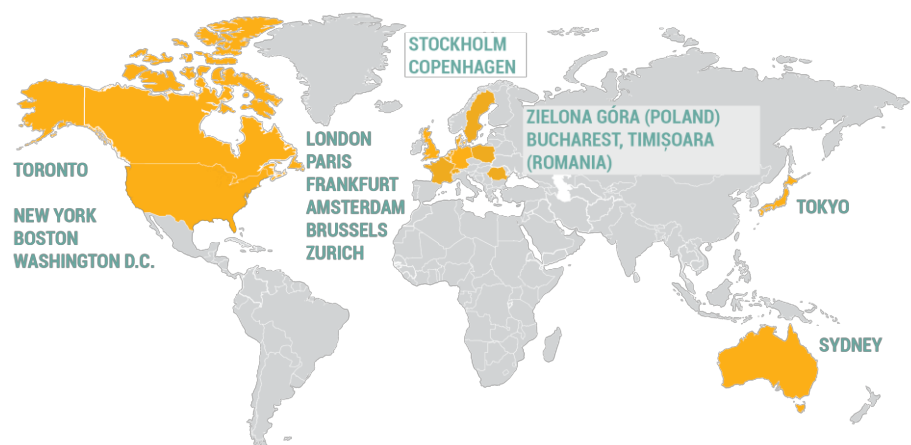 STOCKHOLM
COPENHAGEN
ZIELONA GÓRA (POLAND)
BUCHAREST, TIMIȘOARA
(ROMANIA)
LONDON
PARIS
FRANKFURT
AMSTERDAM
BRUSSELS
ZURICH
TORONTO
NEW YORK
BOSTON
WASHINGTON D.C.
TOKYO
SYDNEY